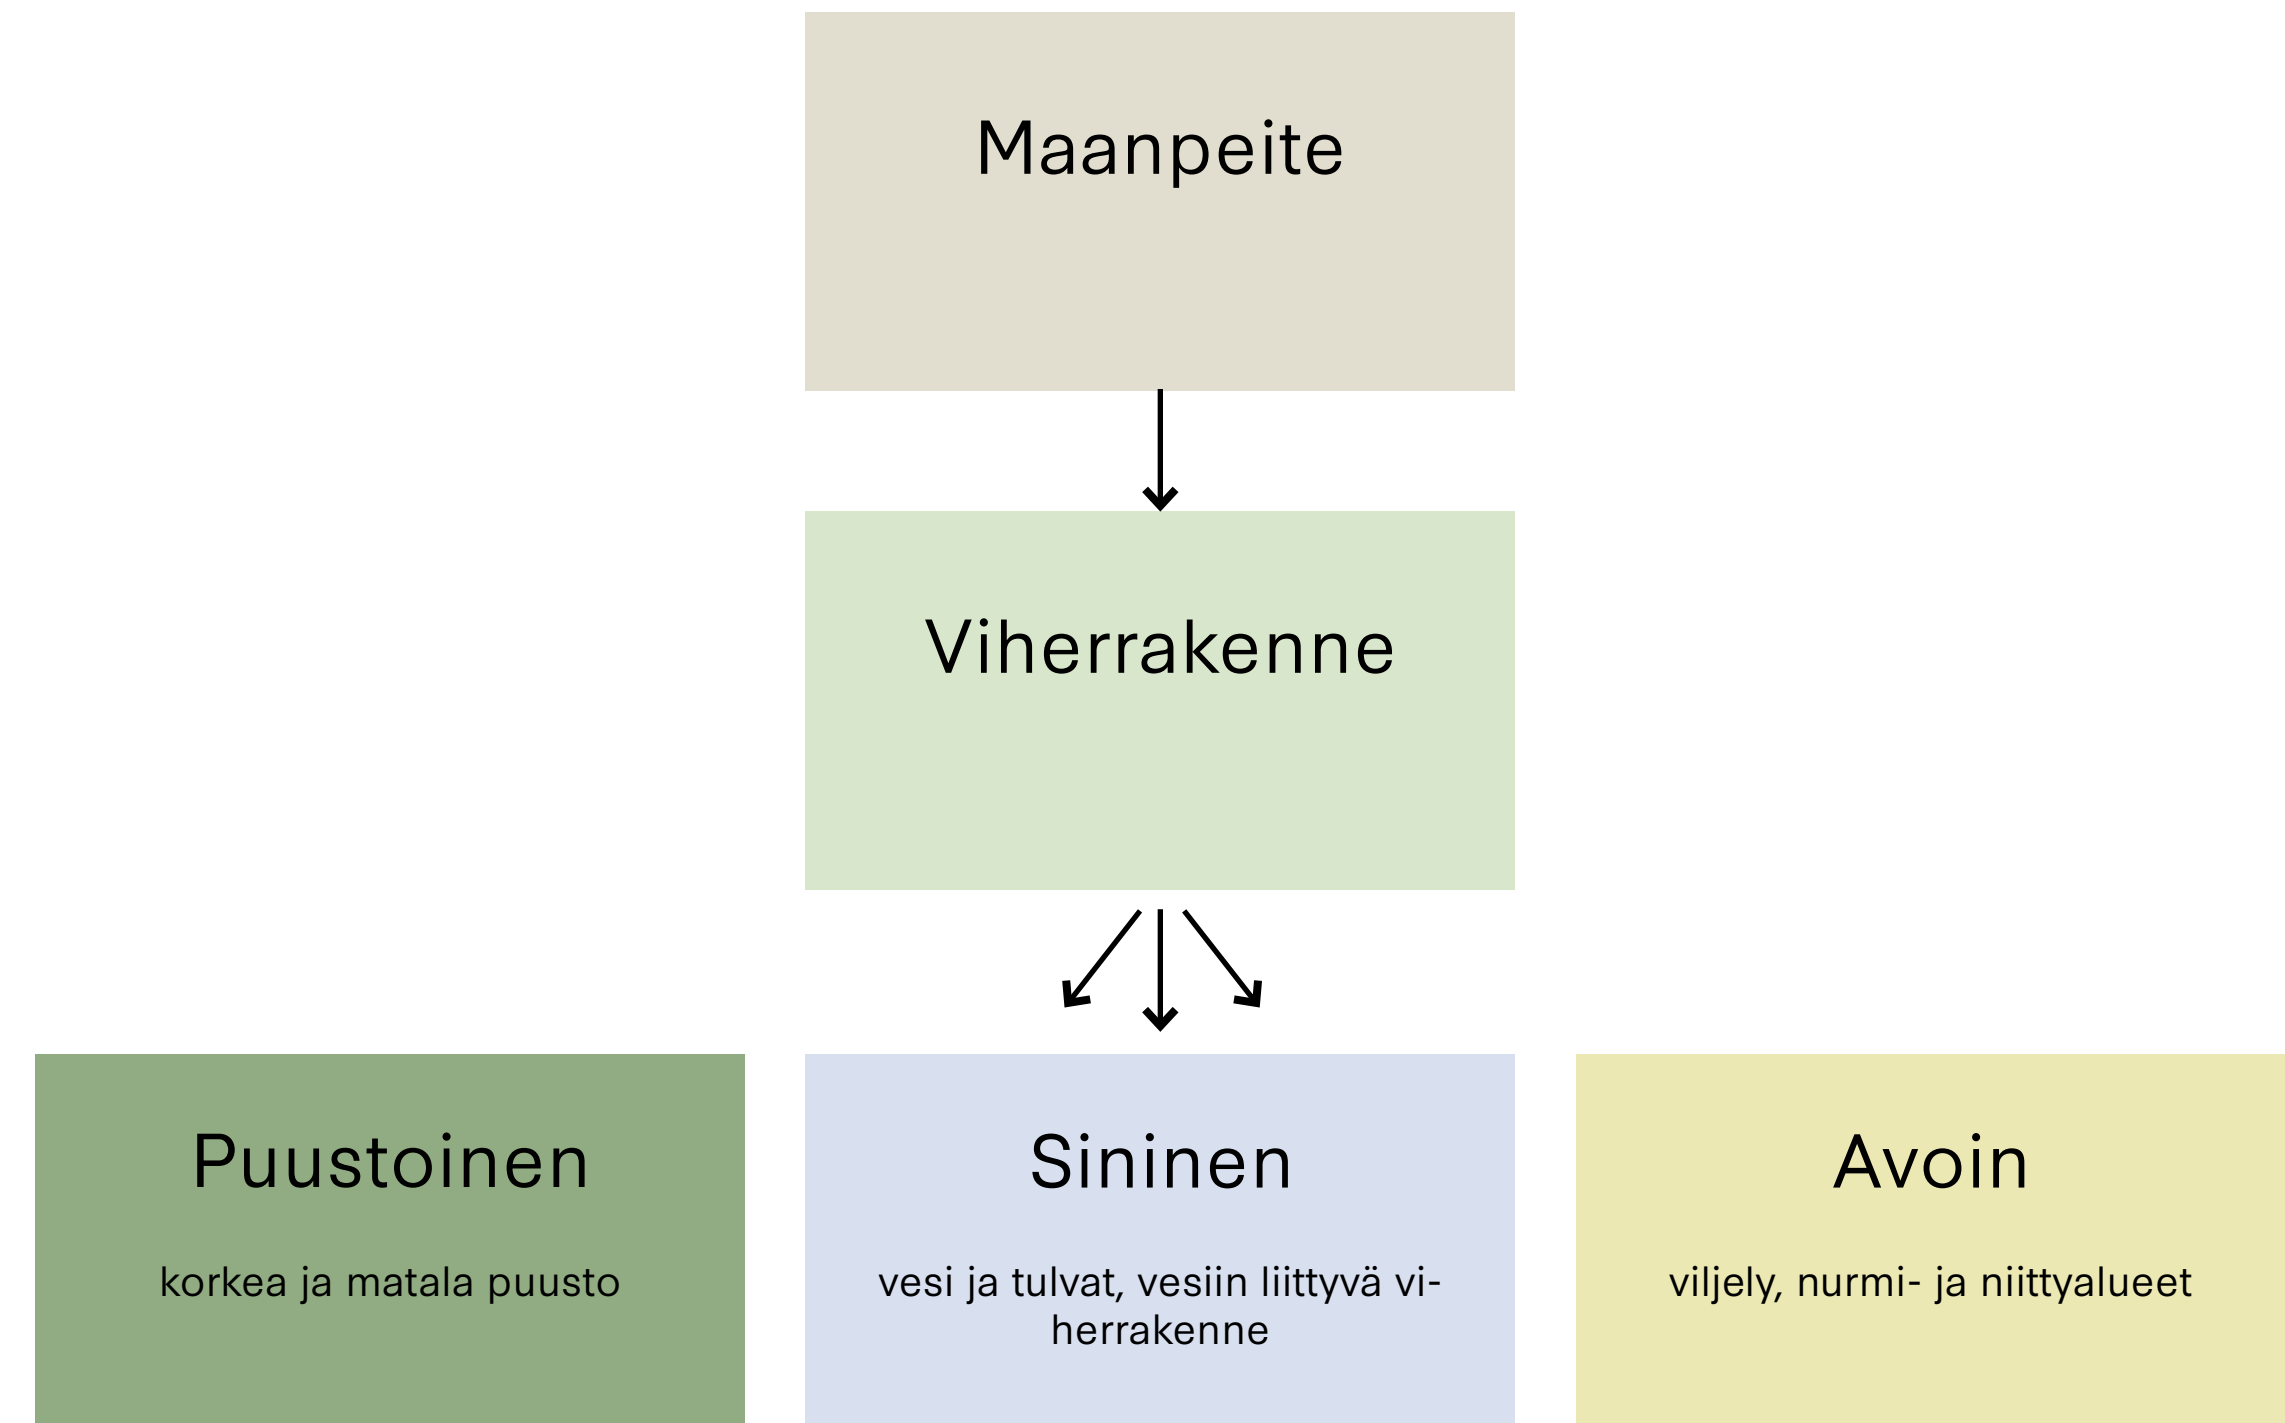 Maanpeite
Viherrakenne
Puustoinen
korkea ja matala puusto
Sininen
vesi ja tulvat, vesiin liittyvä vi-
herrakenne
Avoin
viljely, nurmi- ja niittyalueet